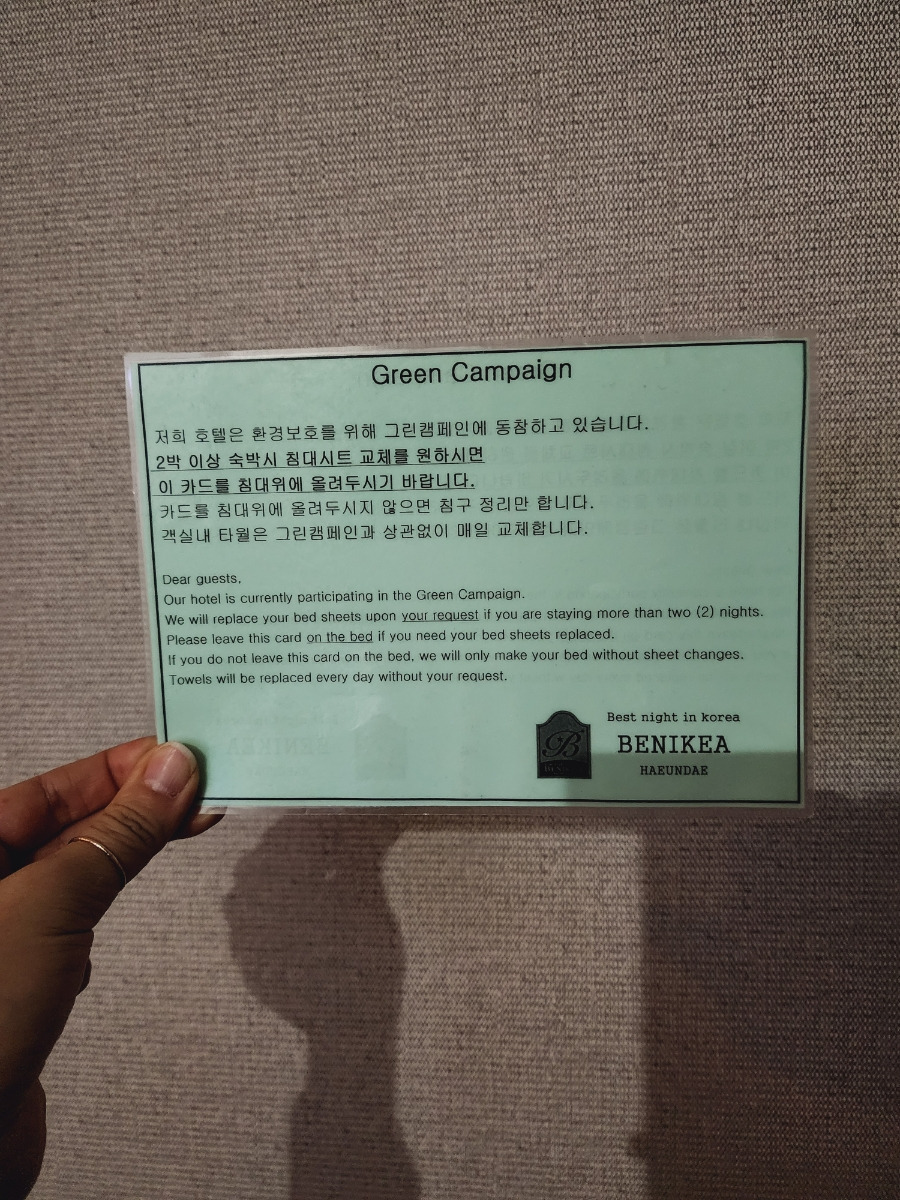 Green Campaign
저희 호텔은 환경보호를 위해 그린캠페인에 동참하고 있습니다.
2박 이상 숙박시 침대시트 교체를 원하시면
이 카드를 침대위에 올려두시기 바랍니다.
카드를 침대위에 올려두시지 않으면 침구 정리만 합니다.
객실내 타월은 그린캠페인과 상관없이 매일 교체합니다.
Dear guests,
Our hotel is currently participating in the Green Campaign.
We will replace your bed sheets upon your request if you are staying more than two (2) nights.
Please leave this card on the bed if you need your bed sheets replaced.
If you do not leave this card on the bed, we will only make your bed without sheet changes.
Towels will be replaced every day without your request.
B
Best night in korea
BENIKEA
HAEUNDAE